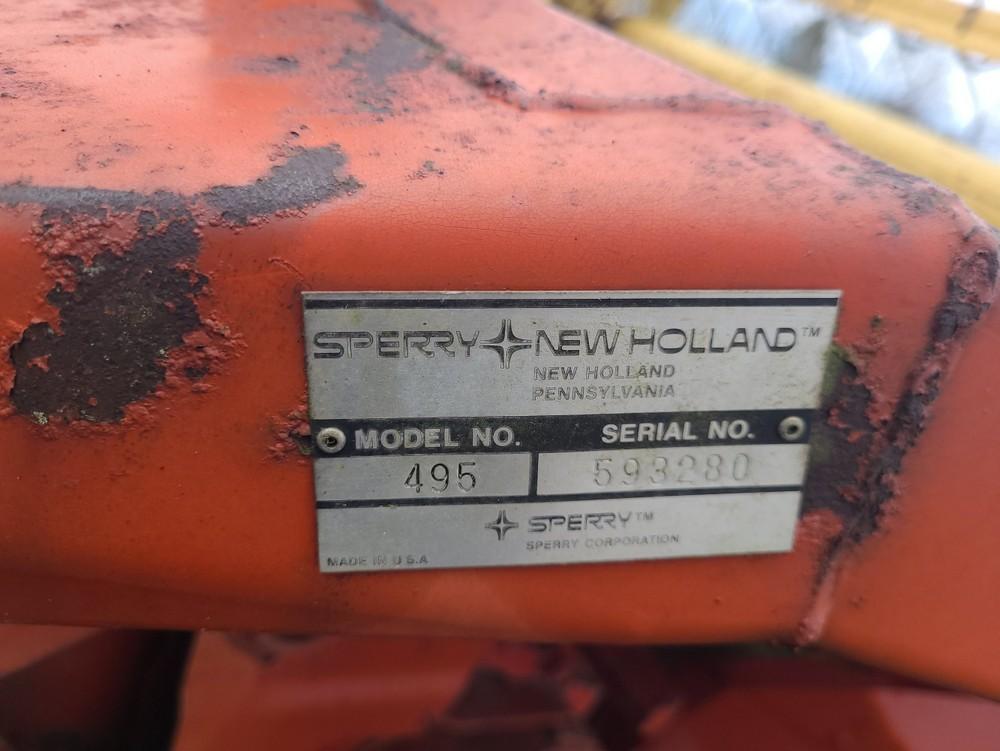 SPERRY NEW HOLLAND™
NEW HOLLAND
PENNSYLVANIA
MODEL NO. SERIAL NO.
495 593280
SPERRY™
SPERRY CORPORATION
MADE IN U S.A